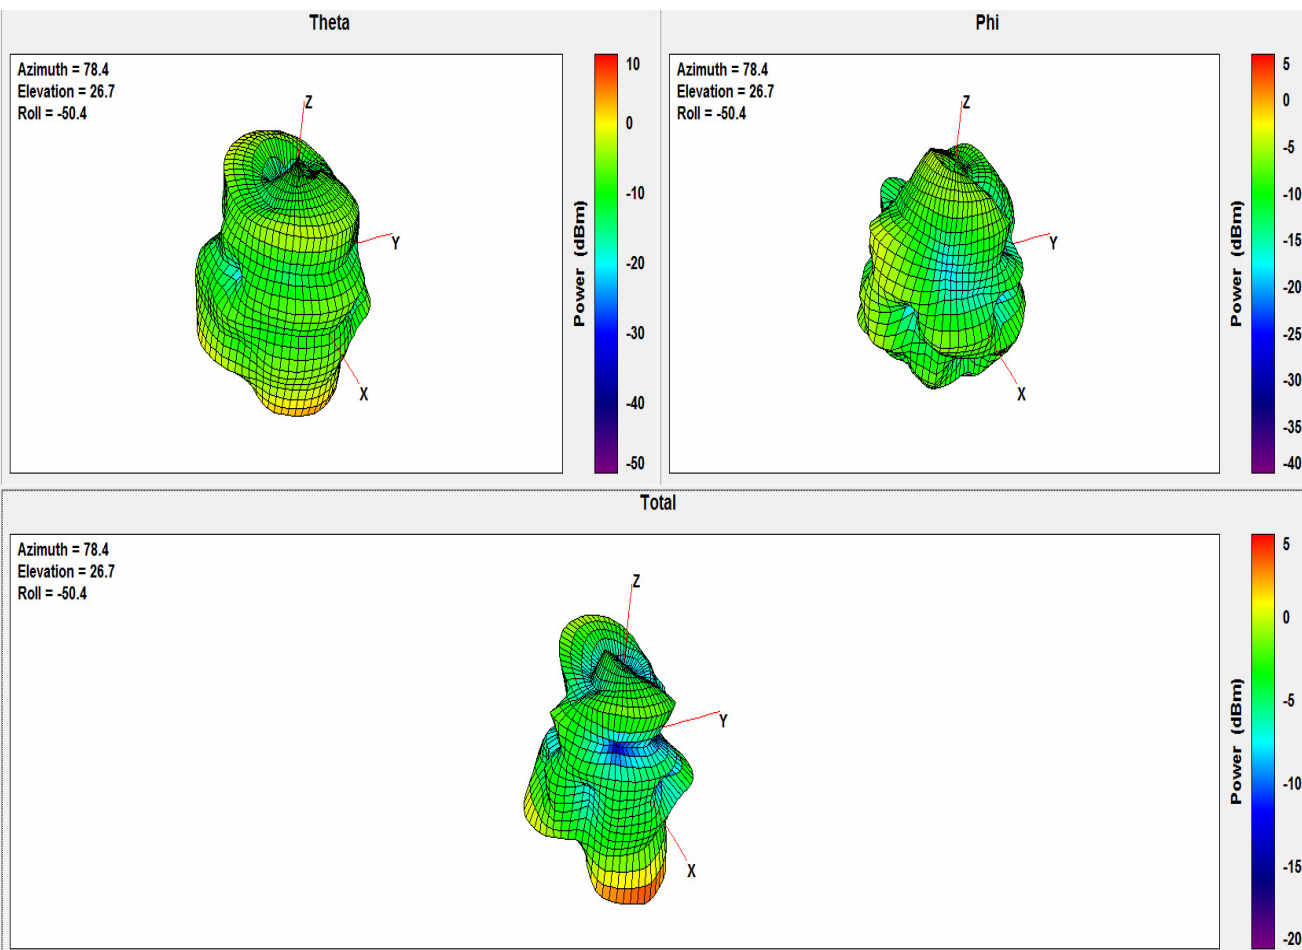 Theta
Azimuth = 78.4
Elevation = 26.7
Roll = -50.4
Z
Y
X
10
0
-10
-20
-30
-40
-50
Power (dBm)
Phi
Azimuth = 78.4
Elevation = 26.7
Roll = -50.4
Z
Y
X
5
0
-5
-10
-15
-20
-25
-30
-35
-40
Power (dBm)
Total
Azimuth = 78.4
Elevation = 26.7
Roll = -50.4
Z
Y
X
5
0
-5
-10
-15
-20
Power (dBm)